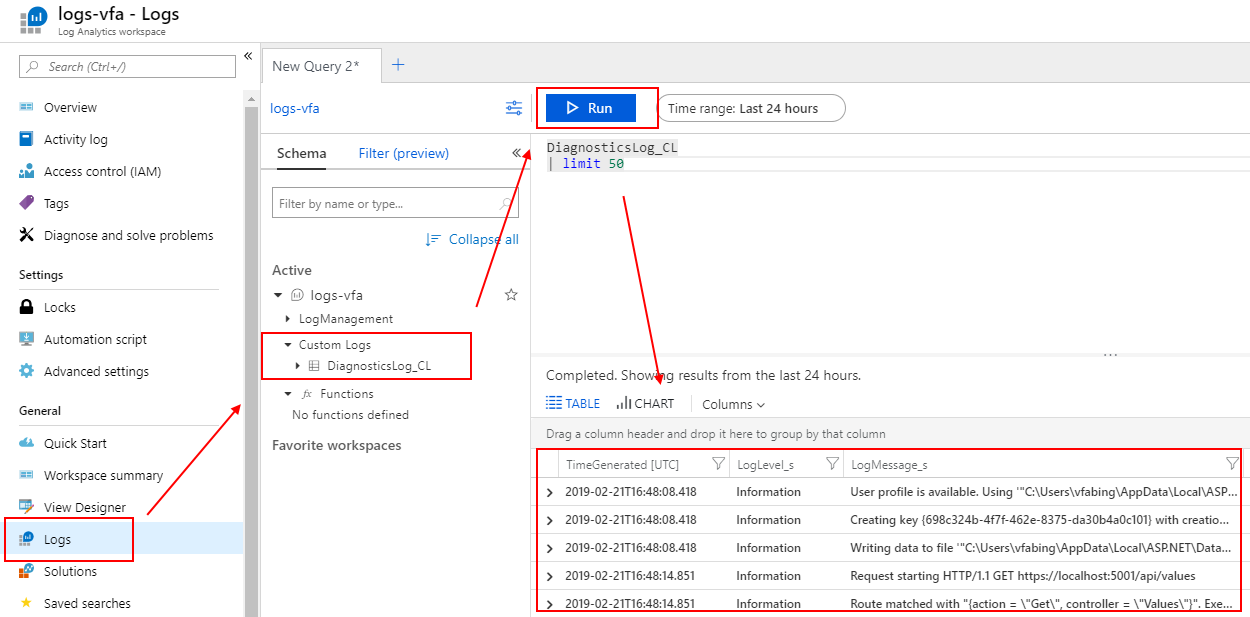 logs-vfa - Logs
Log Analytics workspace
Search (Ctrl+/)
Overview
Activity log
Access control (IAM)
Tags
Diagnose and solve problems
Settings
Locks
Automation script
Advanced settings
General
Quick Start
Workspace summary
View Designer
Logs
Solutions
Saved searches
New Query 2*
logs-vfa
Run
Time range: Last 24 hours
Schema
Filter (preview)
Filter by name or type...
Collapse all
Active
logs-vfa
LogManagement
Custom Logs
DiagnosticsLog_CL
fx Functions
No functions defined
Favorite workspaces
DiagnosticsLog_CL
| limit 50
Completed. Showing results from the last 24 hours.
TABLE CHART Columns
Drag a column header and drop it here to group by that column
TimeGenerated [UTC] LogLevel_s LogMessage_s
2019-02-21T16:48:08.418 Information User profile is available. Using '"C:\Users\vfabing\AppData\Local\ASP...
2019-02-21T16:48:08.418 Information Creating key {698c324b-4f7f-462e-8375-da30b4a0c101} with creatio...
2019-02-21T16:48:08.418 Information Writing data to file '"C:\Users\vfabing\AppData\Local\ASP.NET\Data...
2019-02-21T16:48:14.851 Information Request starting HTTP/1.1 GET https://localhost:5001/api/values
2019-02-21T16:48:14.851 Information Route matched with "{action = \"Get\", controller = \"Values\"}". Exe...